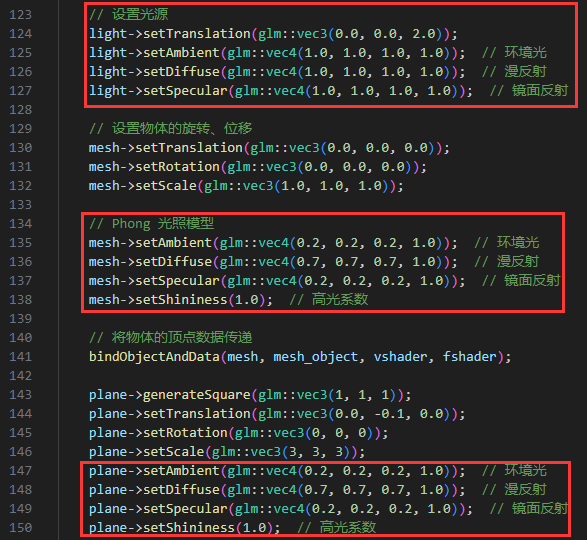 123 // 设置光源
124 light->setTranslation(glm::vec3(0.0, 0.0, 2.0));
125 light->setAmbient(glm::vec4(1.0, 1.0, 1.0, 1.0)); // 环境光
126 light->setDiffuse(glm::vec4(1.0, 1.0, 1.0, 1.0)); // 漫反射
127 light->setSpecular(glm::vec4(1.0, 1.0, 1.0, 1.0)); // 镜面反射
128
129 // 设置物体的旋转、位移
130 mesh->setTranslation(glm::vec3(0.0, 0.0, 0.0));
131 mesh->setRotation(glm::vec3(0.0, 0.0, 0.0));
132 mesh->setScale(glm::vec3(1.0, 1.0, 1.0));
133
134 // Phong 光照模型
135 mesh->setAmbient(glm::vec4(0.2, 0.2, 0.2, 1.0)); // 环境光
136 mesh->setDiffuse(glm::vec4(0.7, 0.7, 0.7, 1.0)); // 漫反射
137 mesh->setSpecular(glm::vec4(0.2, 0.2, 0.2, 1.0)); // 镜面反射
138 mesh->setShininess(1.0); // 高光系数
139
140 // 将物体的顶点数据传递
141 bindObjectAndData(mesh, mesh_object, vshader, fshader);
142
143 plane->generateSquare(glm::vec3(1, 1, 1));
144 plane->setTranslation(glm::vec3(0.0, -0.1, 0.0));
145 plane->setRotation(glm::vec3(0, 0, 0));
146 plane->setScale(glm::vec3(3, 3, 3));
147 plane->setAmbient(glm::vec4(0.2, 0.2, 0.2, 1.0)); // 环境光
148 plane->setDiffuse(glm::vec4(0.7, 0.7, 0.7, 1.0)); // 漫反射
149 plane->setSpecular(glm::vec4(0.2, 0.2, 0.2, 1.0)); // 镜面反射
150 plane->setShininess(1.0); // 高光系数